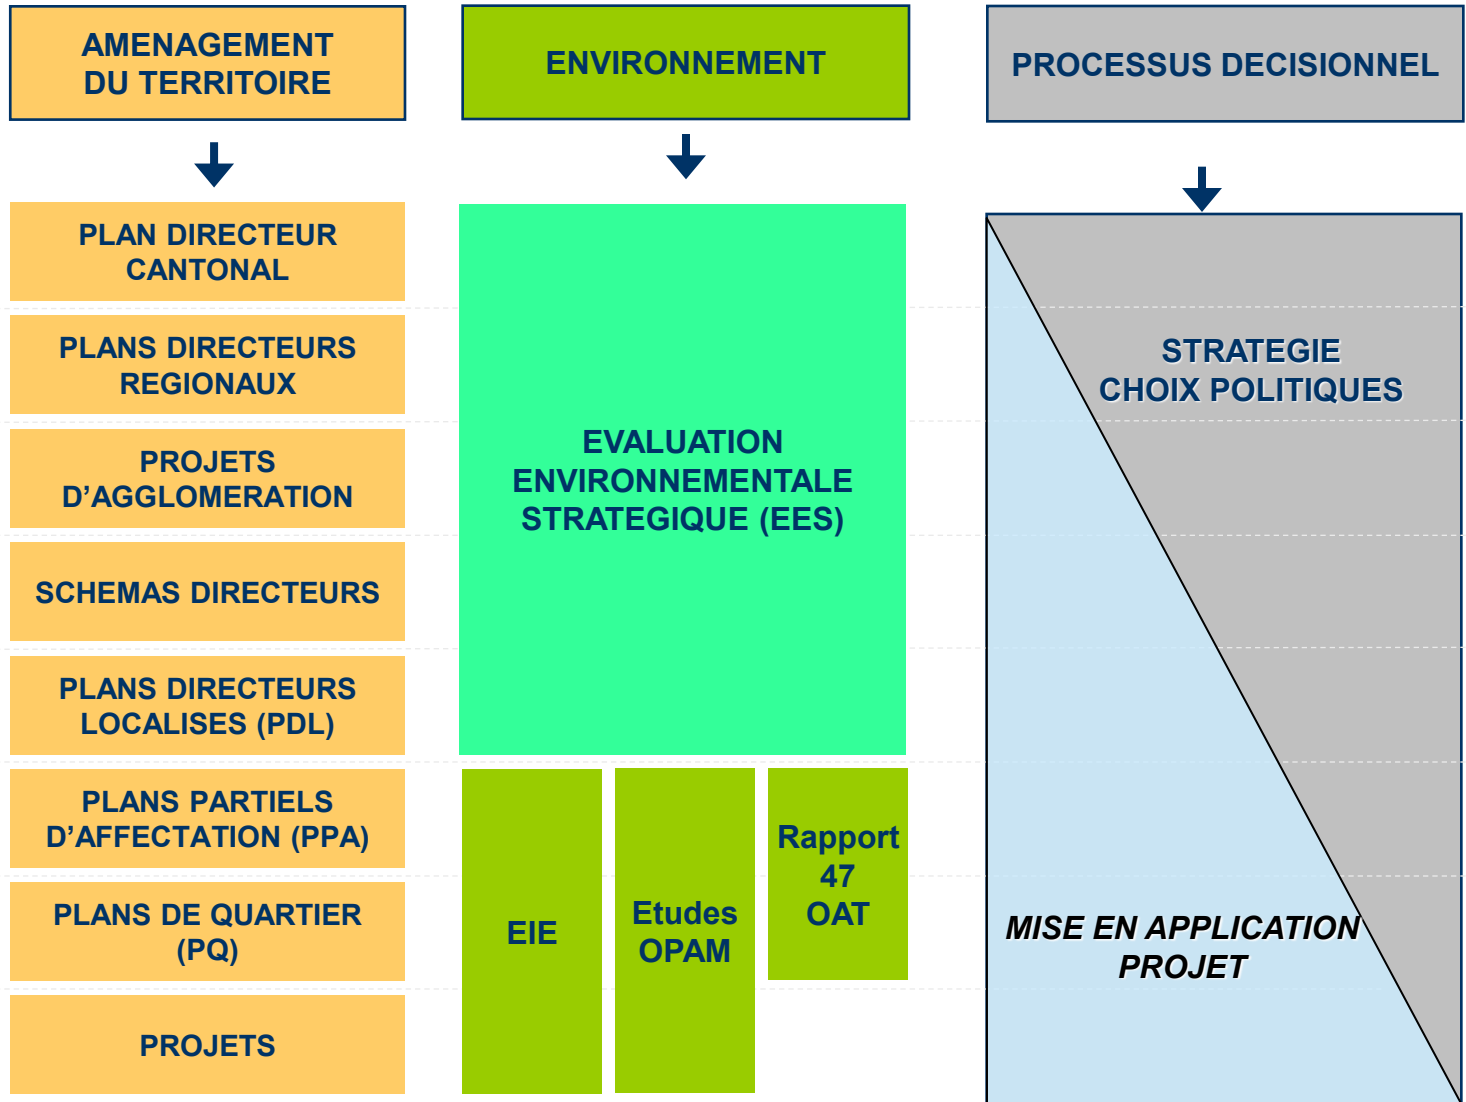 AMENAGEMENT
DU TERRITOIRE
ENVIRONNEMENT
PROCESSUS DECISIONNEL
PLAN DIRECTEUR
CANTONAL
PLANS DIRECTEURS
REGIONAUX
PROJETS
D’AGGLOMERATION
SCHEMAS DIRECTEURS
PLANS DIRECTEURS
LOCALISES (PDL)
PLANS PARTIELS
D’AFFECTATION (PPA)
PLANS DE QUARTIER
(PQ)
PROJETS
EVALUATION
ENVIRONNEMENTALE
STRATEGIQUE (EES)
EIE
Etudes
OPAM
Rapport
47
OAT
STRATEGIE
CHOIX POLITIQUES
MISE EN APPLICATION
PROJET